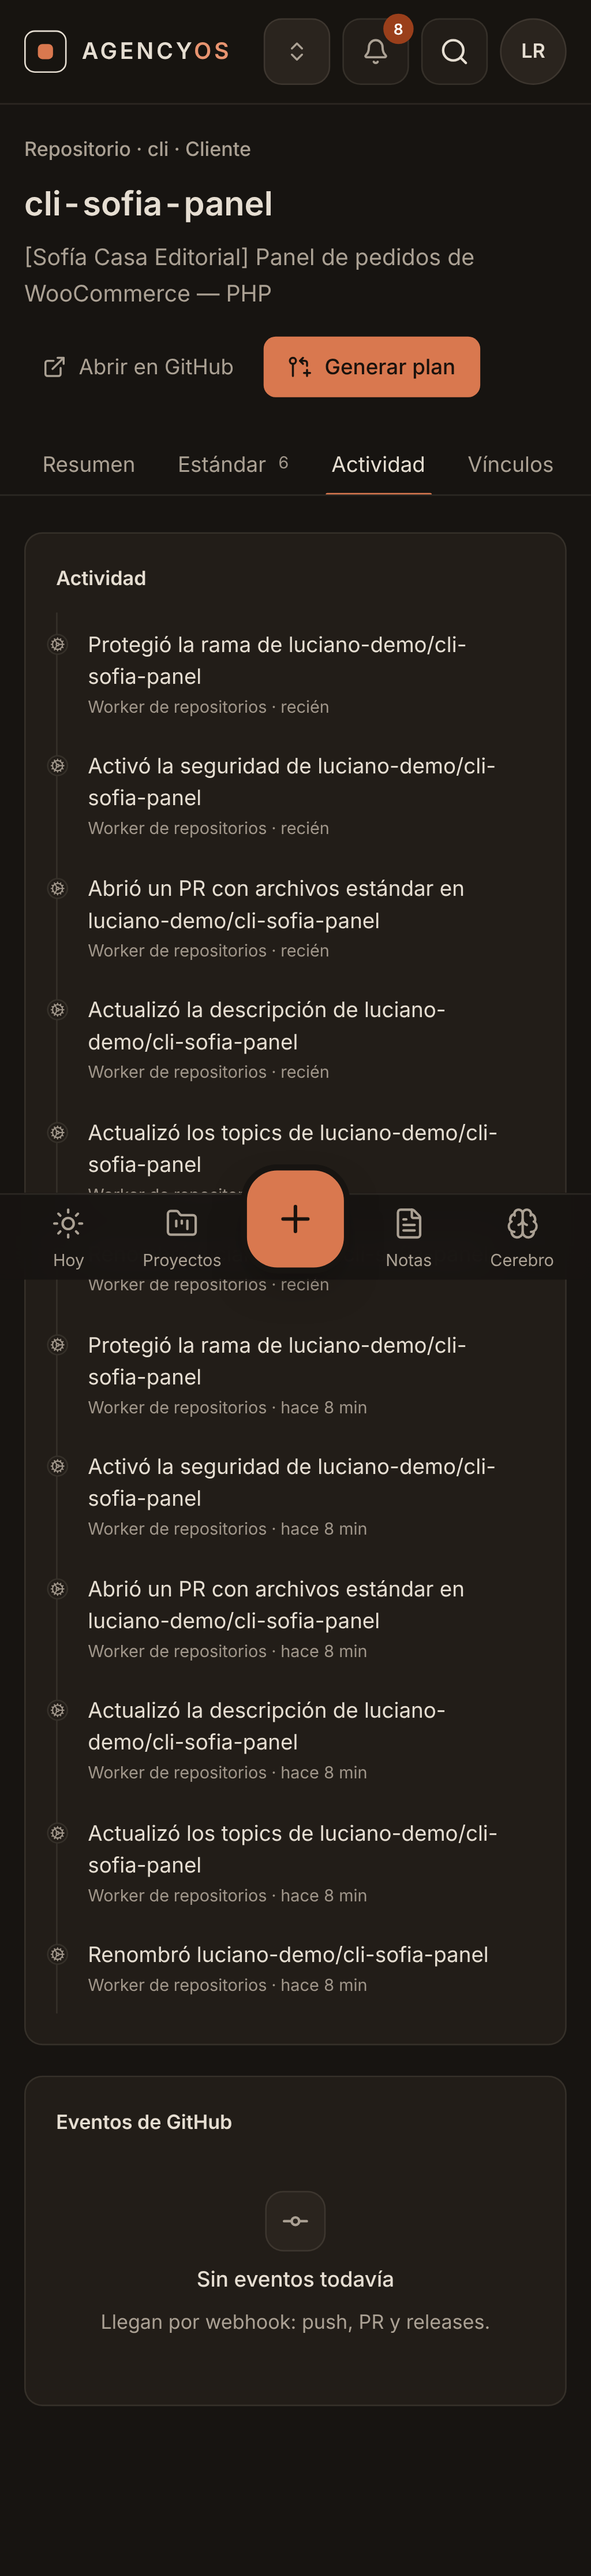 AGENCYOS
8
LR
Repositorio · cli · Cliente
cli-sofia-panel
[Sofía Casa Editorial] Panel de pedidos de
WooCommerce — PHP
Abrir en GitHub
Generar plan
Resumen
Estándar 6
Actividad
Vínculos
Actividad
Protegió la rama de luciano-demo/cli-
sofia-panel
Worker de repositorios · recién
Activó la seguridad de luciano-demo/cli-
sofia-panel
Worker de repositorios · recién
Abrió un PR con archivos estándar en
luciano-demo/cli-sofia-panel
Worker de repositorios · recién
Actualizó la descripción de luciano-
demo/cli-sofia-panel
Worker de repositorios · recién
Actualizó los topics de luciano-demo/cli-
sofia-panel
Hoy
Proyectos
Notas
Cerebro
Worker de repositorios · recién
Protegió la rama de luciano-demo/cli-
sofia-panel
Worker de repositorios · hace 8 min
Activó la seguridad de luciano-demo/cli-
sofia-panel
Worker de repositorios · hace 8 min
Abrió un PR con archivos estándar en
luciano-demo/cli-sofia-panel
Worker de repositorios · hace 8 min
Actualizó la descripción de luciano-
demo/cli-sofia-panel
Worker de repositorios · hace 8 min
Actualizó los topics de luciano-demo/cli-
sofia-panel
Worker de repositorios · hace 8 min
Renombró luciano-demo/cli-sofia-panel
Worker de repositorios · hace 8 min
Eventos de GitHub
Sin eventos todavía
Llegan por webhook: push, PR y releases.